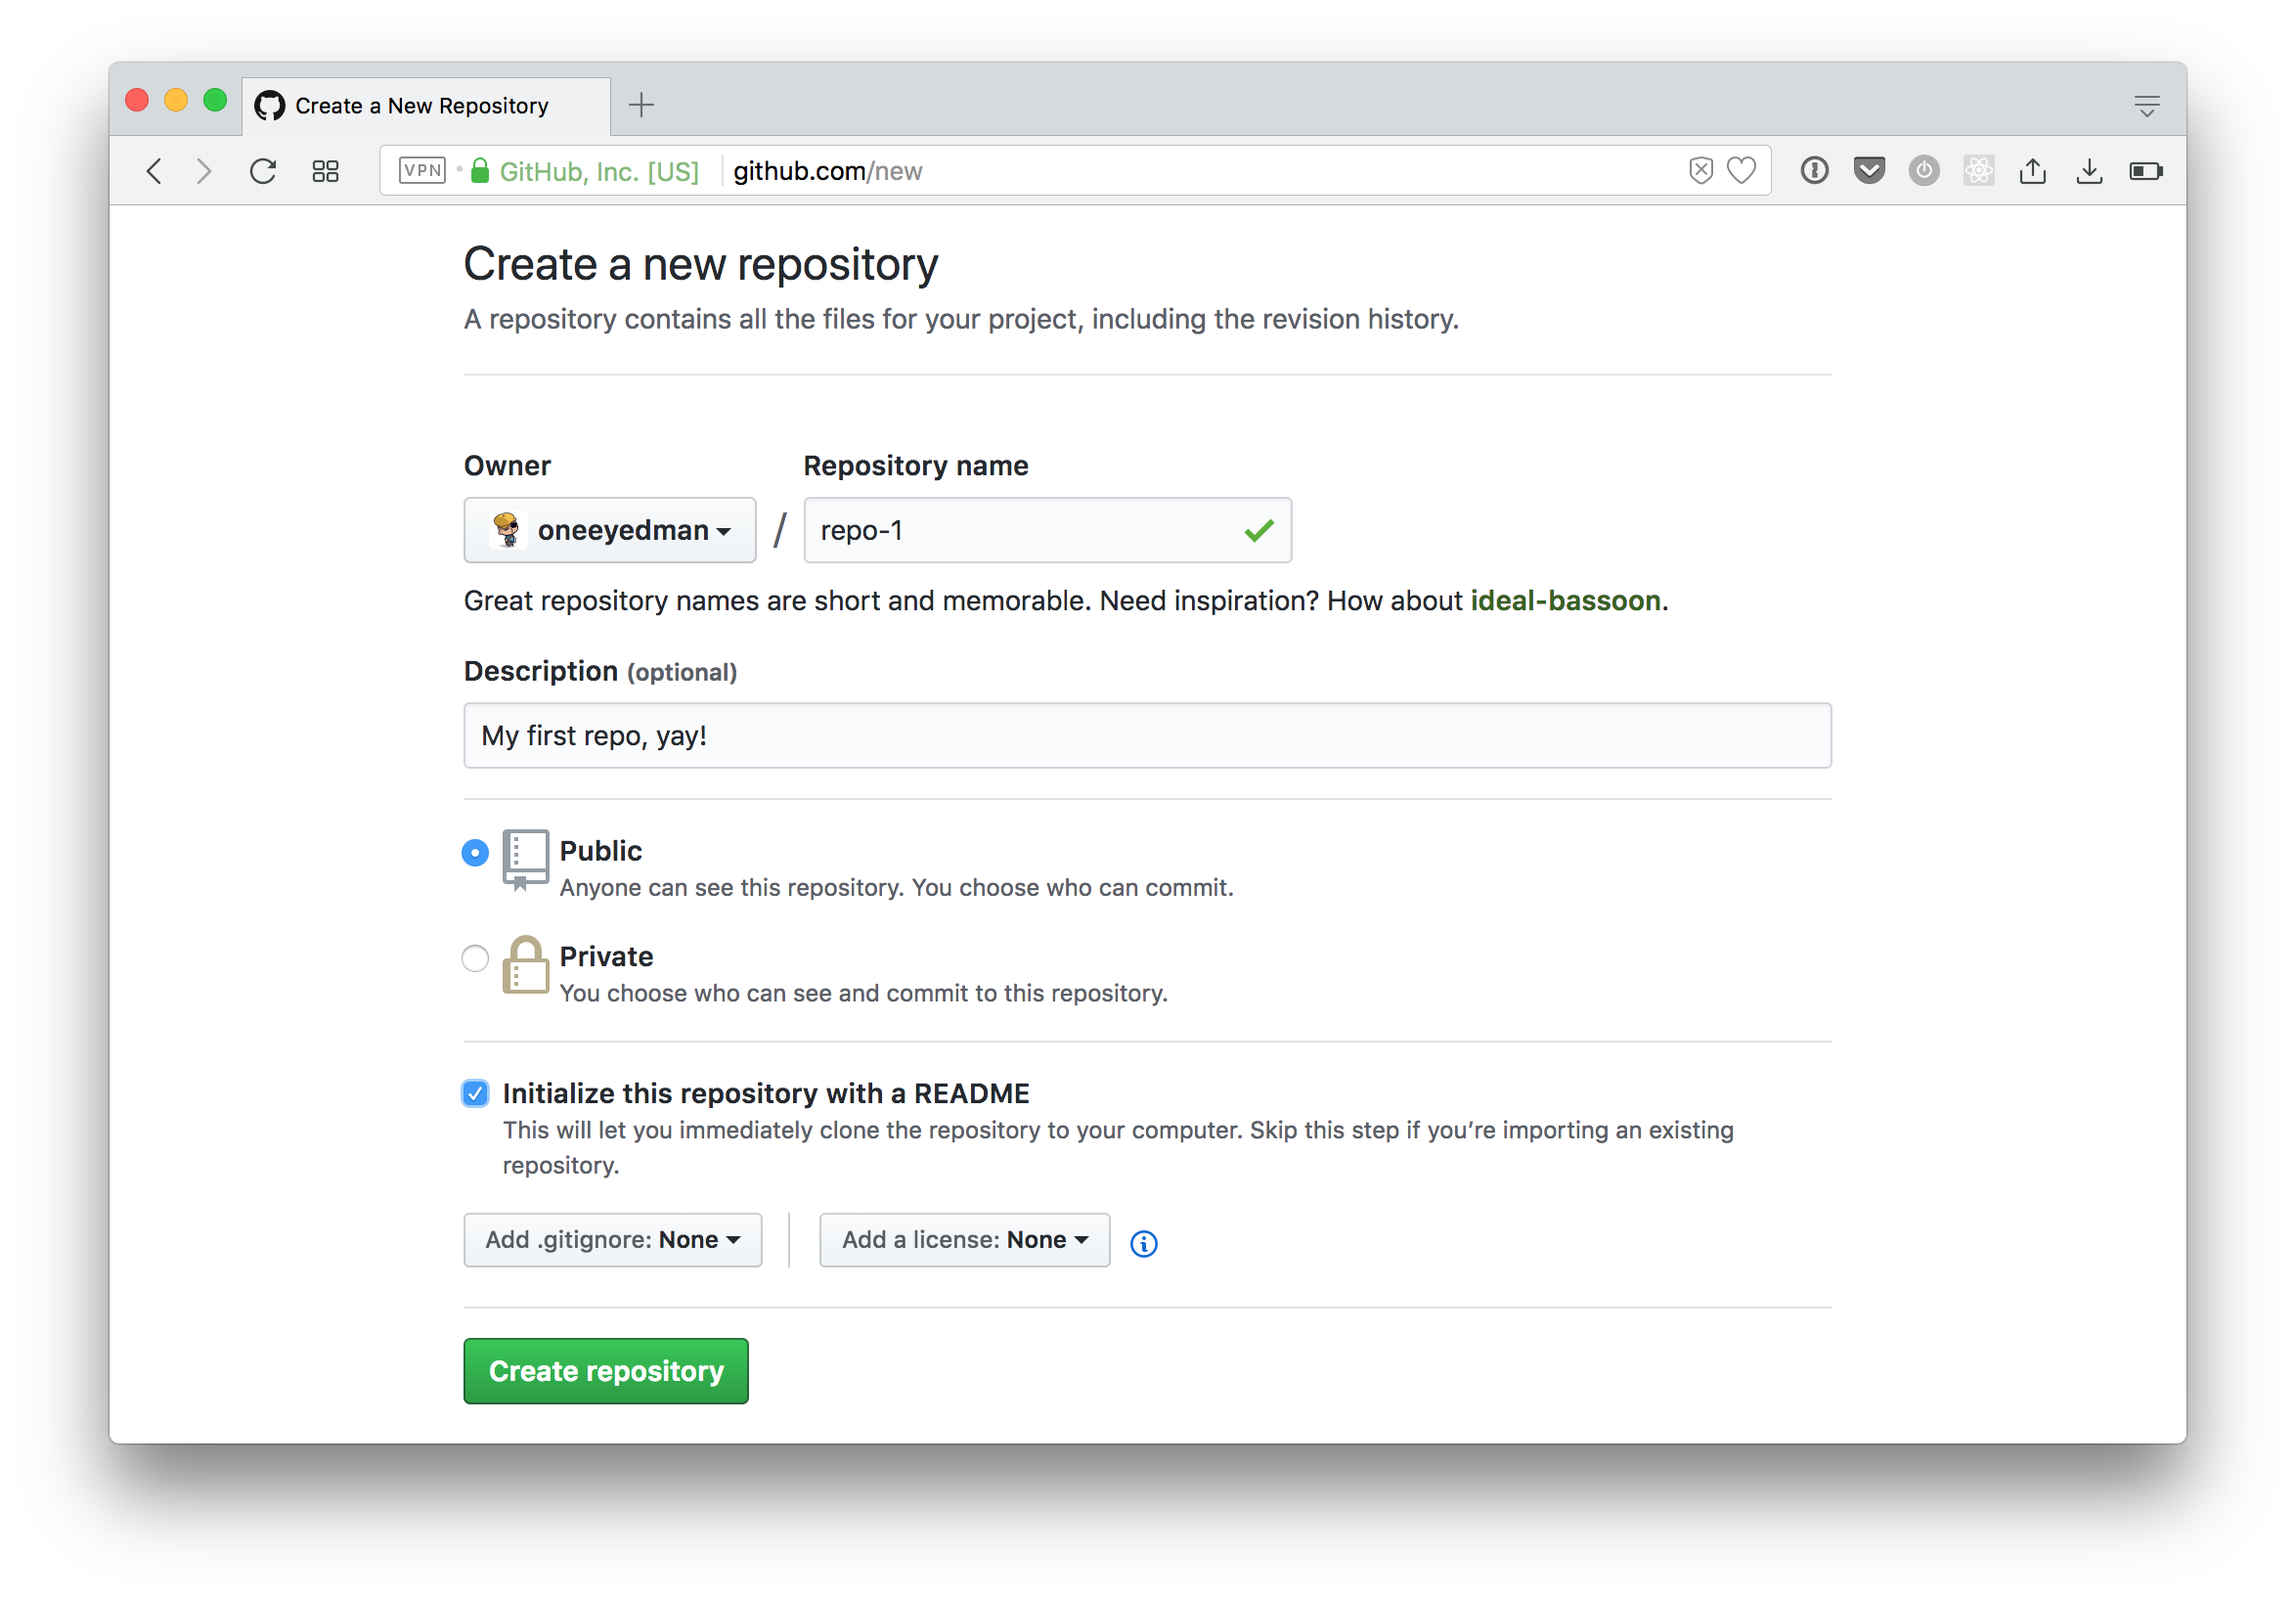 Create a New Repository
VPN GitHub, Inc. [US] github.com/new
Create a new repository
A repository contains all the files for your project, including the revision history.
Owner Repository name
oneeyedman / repo-1
Great repository names are short and memorable. Need inspiration? How about ideal-bassoon.
Description (optional)
My first repo, yay!
Public
Anyone can see this repository. You choose who can commit.
Private
You choose who can see and commit to this repository.
Initialize this repository with a README
This will let you immediately clone the repository to your computer. Skip this step if you’re importing an existing
repository.
Add .gitignore: None Add a license: None
Create repository